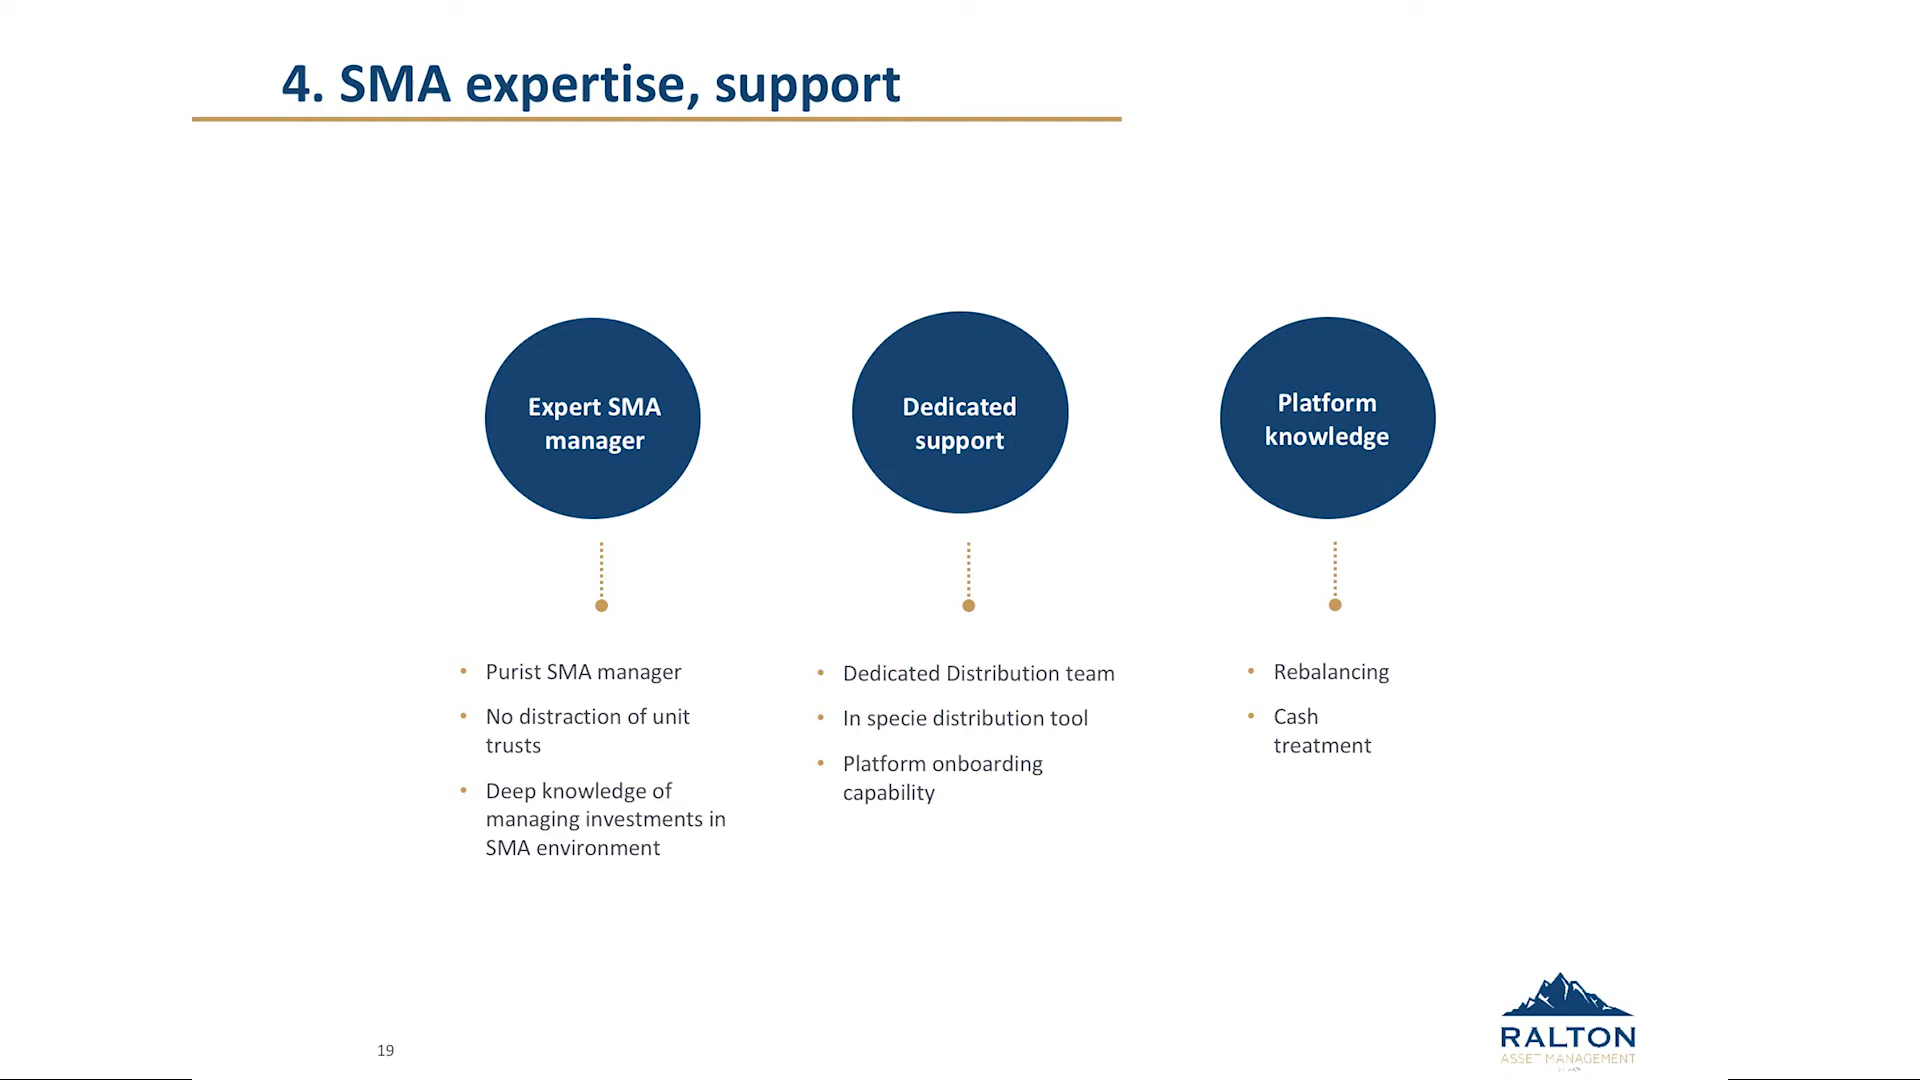 4. SMA expertise, support
Expert SMA
manager
Dedicated
support
Platform
knowledge
• Purist SMA manager
• No distraction of unit
trusts
• Deep knowledge of
managing investments in
SMA environment
• Dedicated Distribution team
• In specie distribution tool
• Platform onboarding
capability
• Rebalancing
• Cash
treatment
19
RALTON
ASSET MANAGEMENT